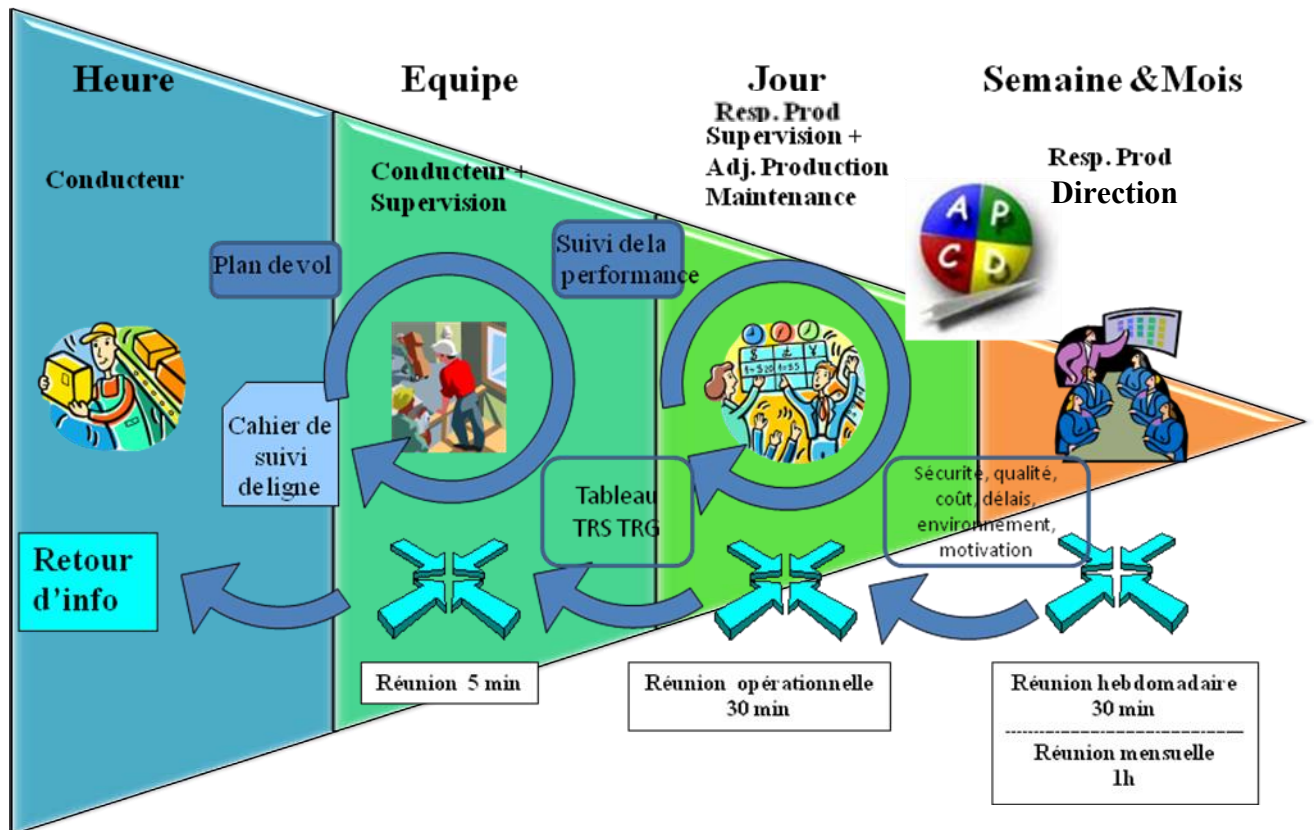 Heure
Equipe
Jour
Semaine &Mois
Conducteur
Conducteur +
Supervision
Resp. Prod
Supervision +
Adj. Production
Maintenance
Resp. Prod
Direction
Plan de vol
Suivi de la
performance
A P
C D
$ £ ¥
Cahier de
suivi
de ligne
Tableau
TRS TRG
Sécurité, qualité,
coût, délais,
environnement,
motivation
Retour
d'info
Réunion 5 min
Réunion opérationnelle
30 min
Réunion hebdomadaire
30 min
Réunion mensuelle
1h